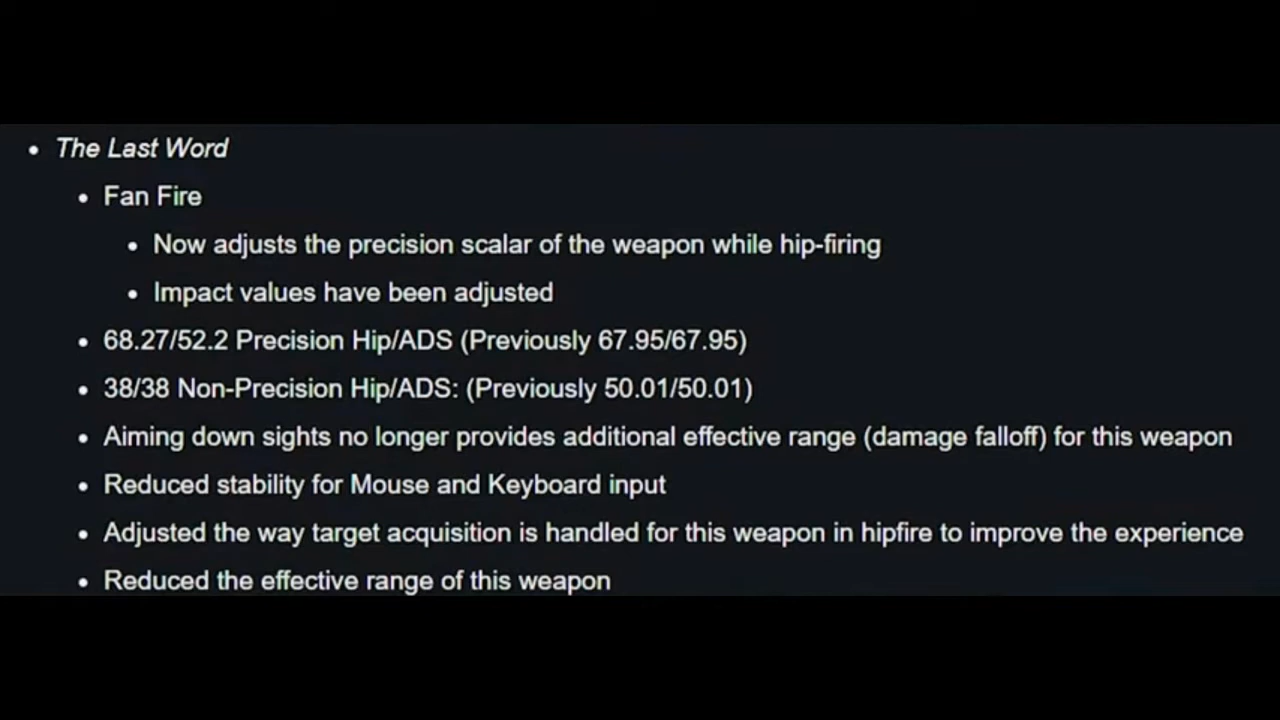 The Last Word
Fan Fire
Now adjusts the precision scalar of the weapon while hip-firing
Impact values have been adjusted
68.27/52.2 Precision Hip/ADS (Previously 67.95/67.95)
38/38 Non-Precision Hip/ADS: (Previously 50.01/50.01)
Aiming down sights no longer provides additional effective range (damage falloff) for this weapon
Reduced stability for Mouse and Keyboard input
Adjusted the way target acquisition is handled for this weapon in hipfire to improve the experience
Reduced the effective range of this weapon